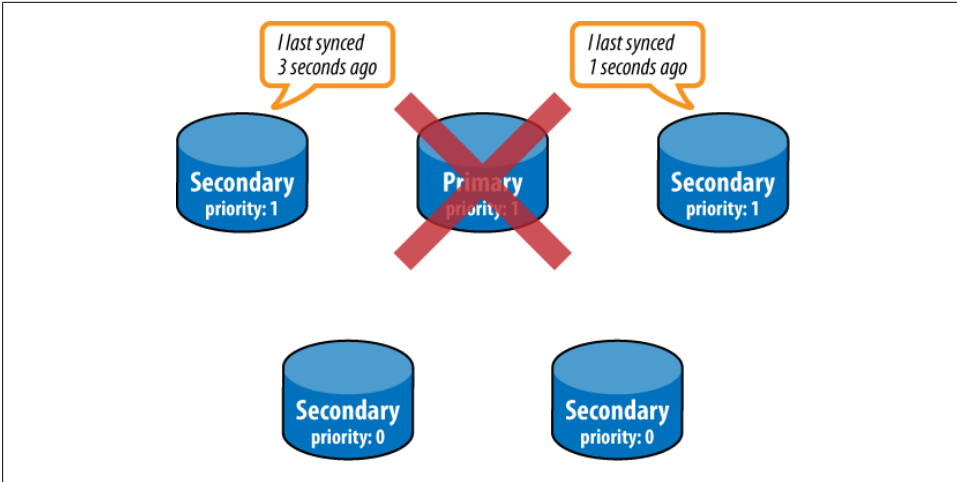 I last synced
3 seconds ago
I last synced
1 seconds ago
Secondary
priority: 1
Primary
priority: 1
Secondary
priority: 1
Secondary
priority: 0
Secondary
priority: 0